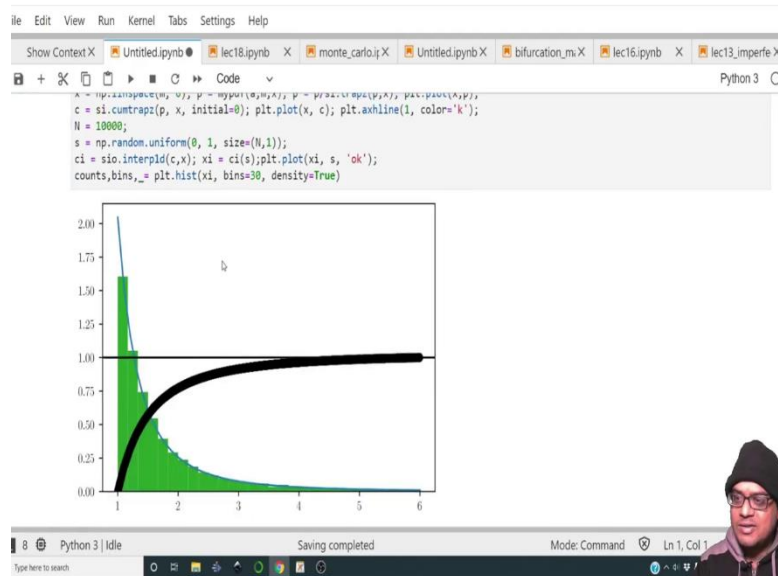 ile Edit View Run Kernel Tabs Settings Help
Show Context X Untitled.ipynb lec18.ipynb X monte_carlo.ip X Untitled.ipynb X bifurcation_m X lec16.ipynb X lec13_imperfe X
Code Python 3
c = si.cumtrapz(p, x, initial=0); plt.plot(x, c); plt.axhline(1, color='k');
N = 10000;
s = np.random.uniform(0, 1, size=(N,1));
ci = sio.interp1d(c,x); xi = ci(s);plt.plot(xi, s, 'ok');
counts,bins,_= plt.hist(xi, bins=30, density=True)
2.00
1.75
1.50
1.25
1.00
0.75
0.50
0.25
0.00
1 2 3 4 5 6
8 Python 3 | Idle Saving completed Mode: Command Ln 1, Col 1
Type here to search